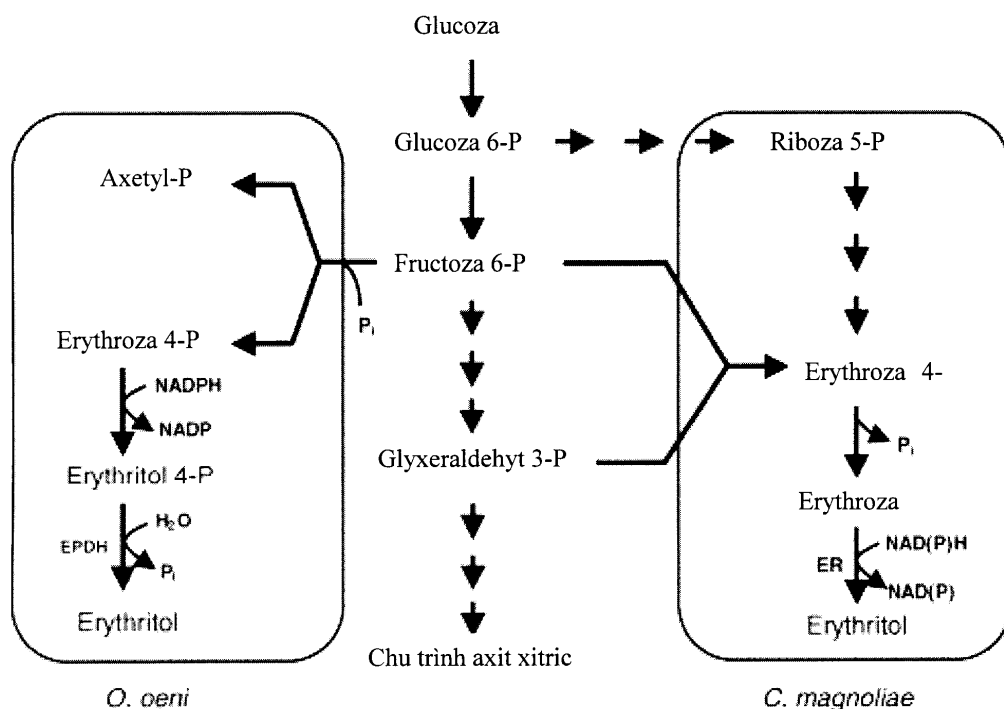 Glucoza
Glucoza 6-P
Riboza 5-P
Axetyl-P
Fructoza 6-P
Pi
Erythroza 4-P
Erythroza 4-
NADPH
NADP
Glyxeraldehyt 3-P
Pi
Erythritol 4-P
Erythroza
H2O
EPDH
Pi
NAD(P)H
ER
NAD(P)
Erythritol
Erythritol
Chu trình axit xitric
O. oeni
C. magnoliae